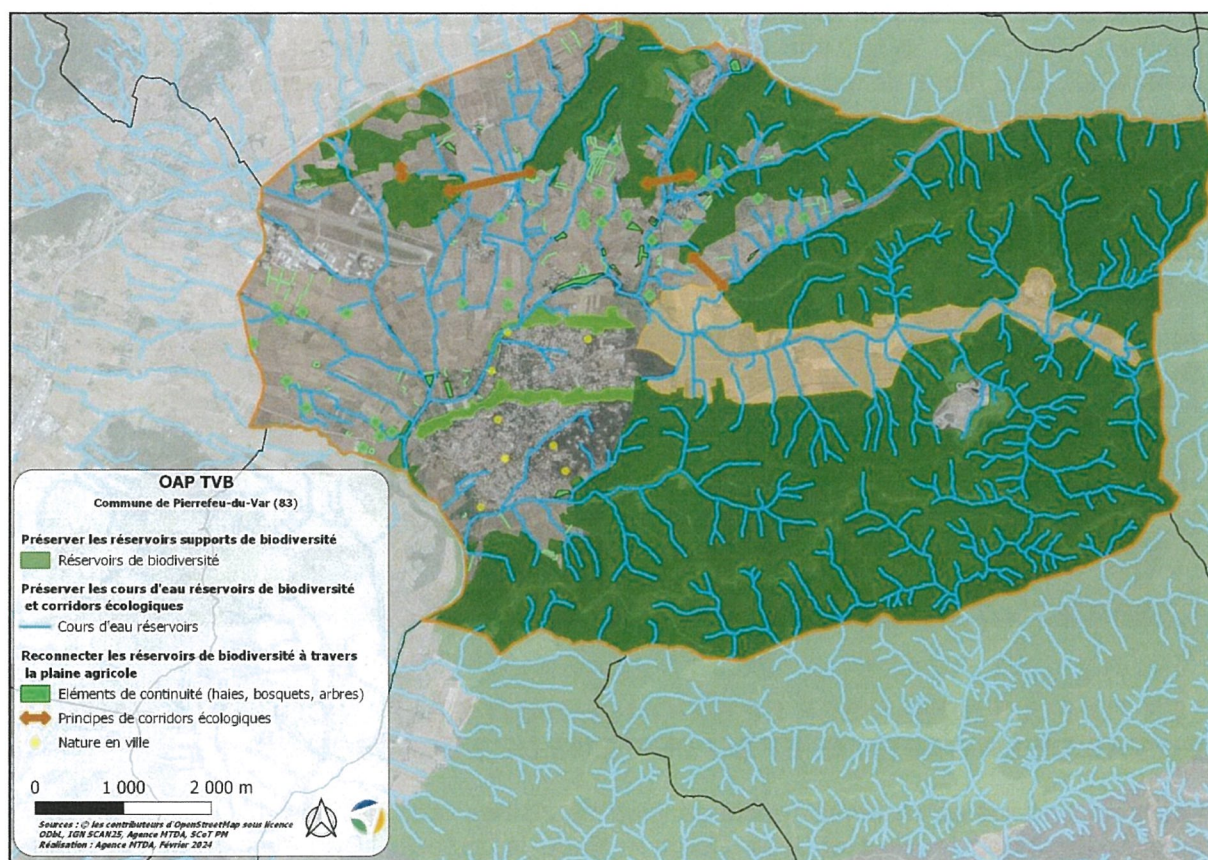 OAP TVB
Commune de Pierrefeu-du-Var (83)
Préserver les réservoirs supports de biodiversité
Réservoirs de biodiversité
Préserver les cours d'eau réservoirs de biodiversité
et corridors écologiques
Cours d'eau réservoirs
Reconnecter les réservoirs de biodiversité à travers
la plaine agricole
Eléments de continuité (haies, bosquets, arbres)
Principes de corridors écologiques
Nature en ville
0 1 000 2 000 m
Sources : © les contributeurs d'OpenStreetMap sous licence
ODbL, IGN SCAN25, Agence MTDA, SCoT PM
Réalisation : Agence MTDA, Février 2024